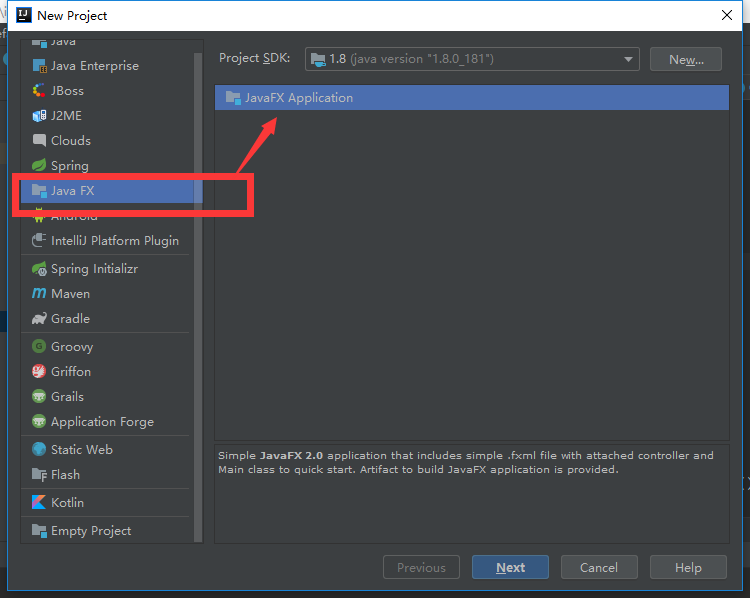 New Project
Java
Java Enterprise
JBoss
J2ME
Clouds
Spring
Java FX
Android
IntelliJ Platform Plugin
Spring Initializr
Maven
Gradle
Groovy
Griffon
Grails
Application Forge
Static Web
Flash
Kotlin
Empty Project
Project SDK: 1.8 (java version "1.8.0_181") New...
JavaFX Application
Simple JavaFX 2.0 application that includes simple .fxml file with attached controller and
Main class to quick start. Artifact to build JavaFX application is provided.
Previous Next Cancel Help